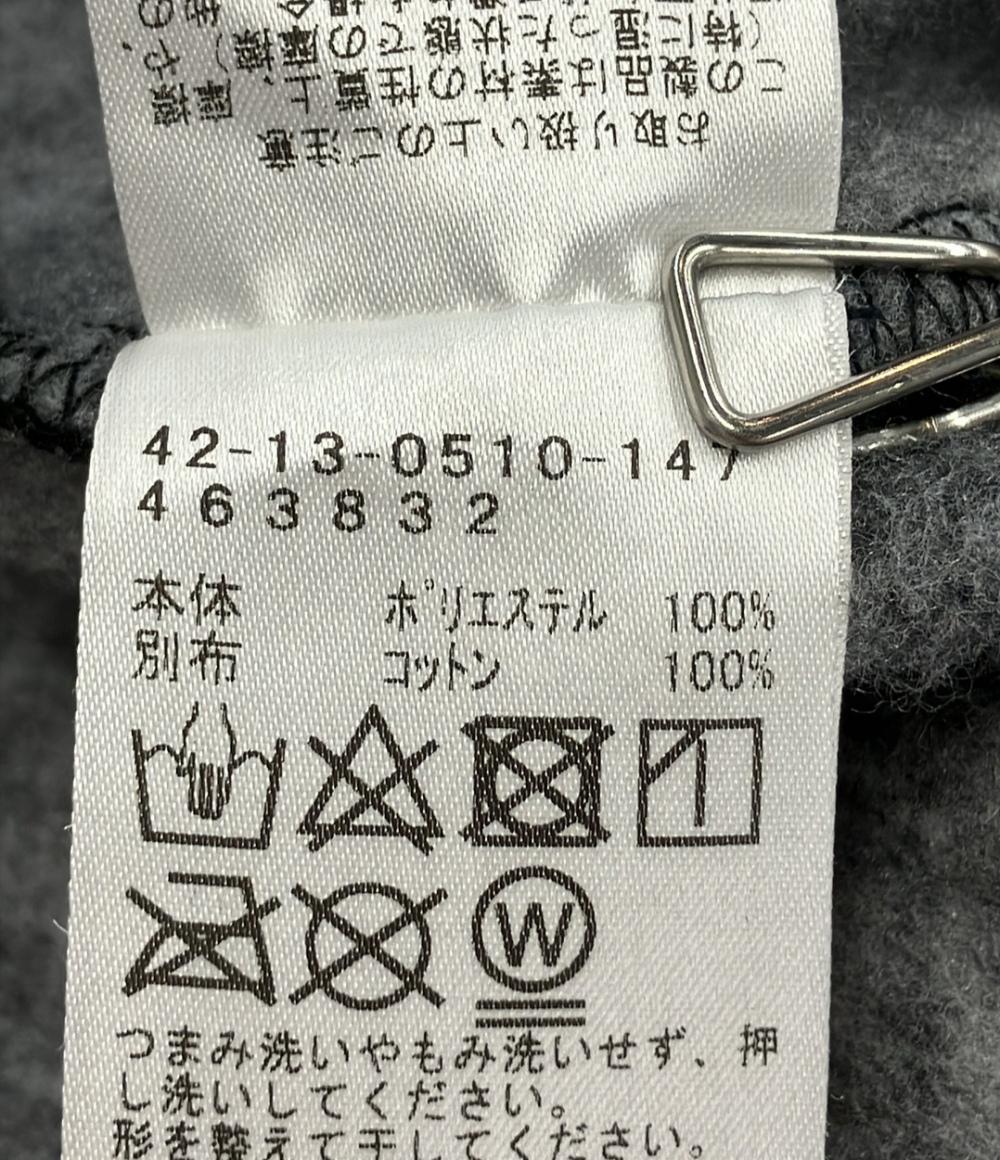 42-13-0510-147
463832
本体 ポリエステル 100%
別布 コットン 100%
W
つまみ洗いやもみ洗いせず、押
し洗いしてください。
形を整えて干してください。
お取り扱い上のご注意
この製品は素材の性質上、摩擦
(特に湿った状態での摩擦)や、